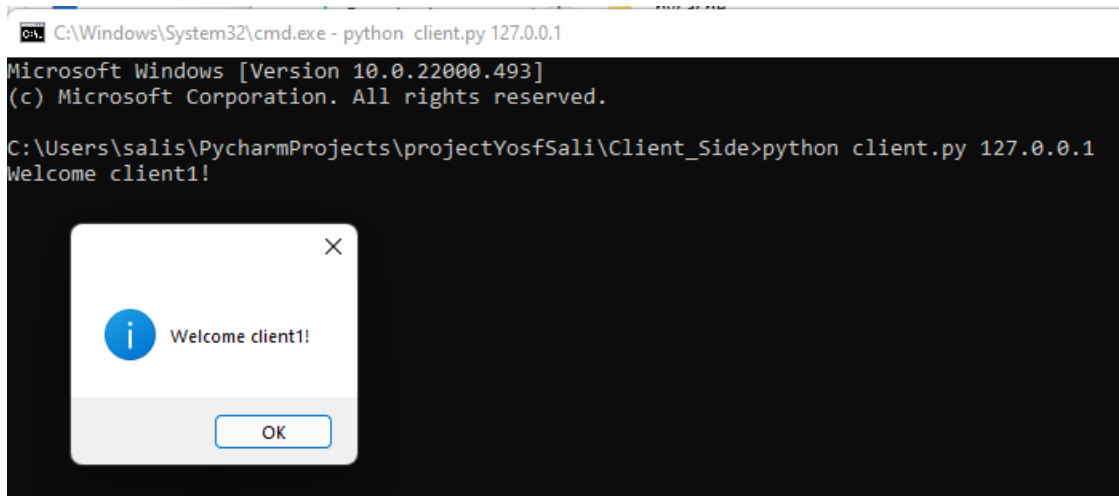 C:\Windows\System32\cmd.exe - python  client.py 127.0.0.1
Microsoft Windows [Version 10.0.22000.493]
(c) Microsoft Corporation. All rights reserved.
C:\Users\salis\PycharmProjects\projectYosfSali\Client_Side>python client.py 127.0.0.1
Welcome client1!
Welcome client1!
OK